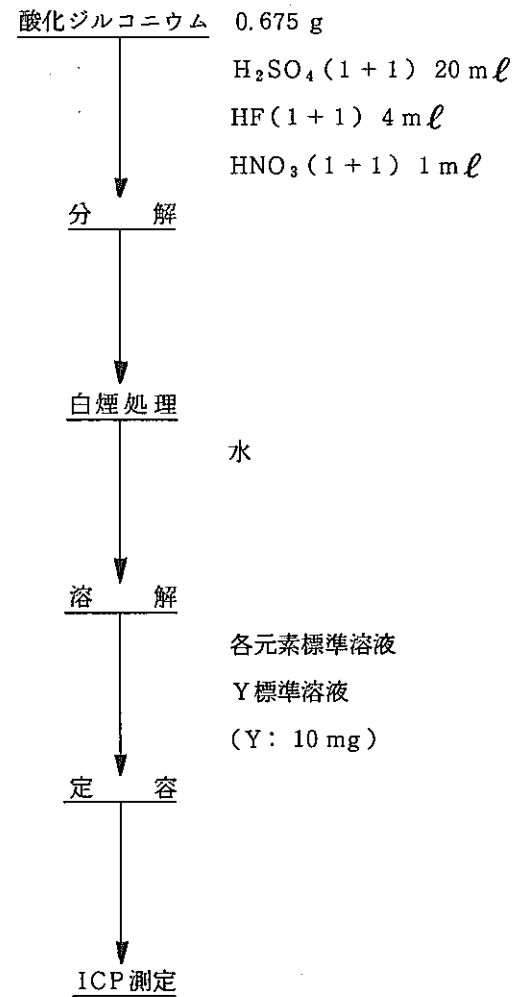 酸化ジルコニウム 0.675 g
H₂SO₄(1+1) 20 mℓ
HF(1+1) 4 mℓ
HNO₃(1+1) 1 mℓ
分 解
白煙処理
水
溶 解
各元素標準溶液
Y標準溶液
(Y: 10 mg)
定 容
ICP測定